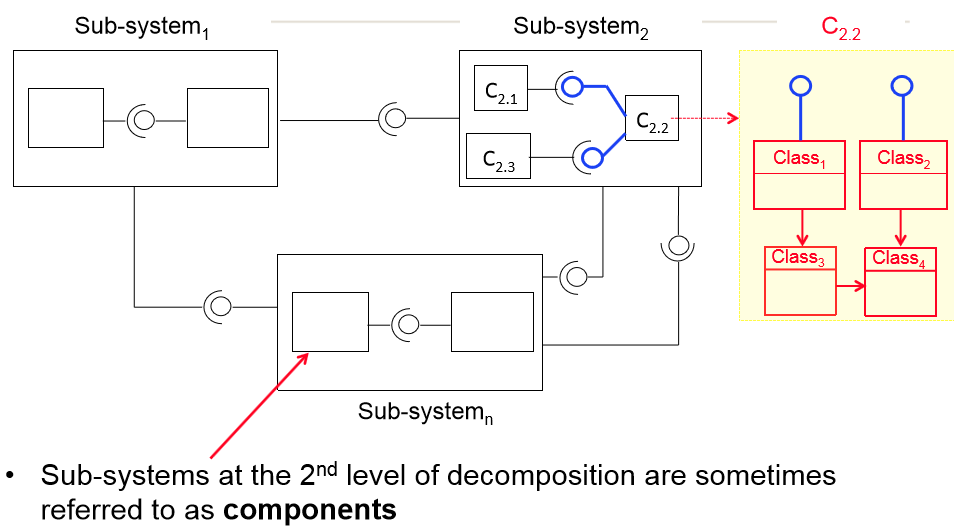 Sub-system₁
Sub-system₂
C₂.₂
C₂.₁
C₂.₂
C₂.₃
Class₁
Class₂
Class₃
Class₄
Sub-systemₙ
• Sub-systems at the 2ⁿᵈ level of decomposition are sometimes
referred to as components